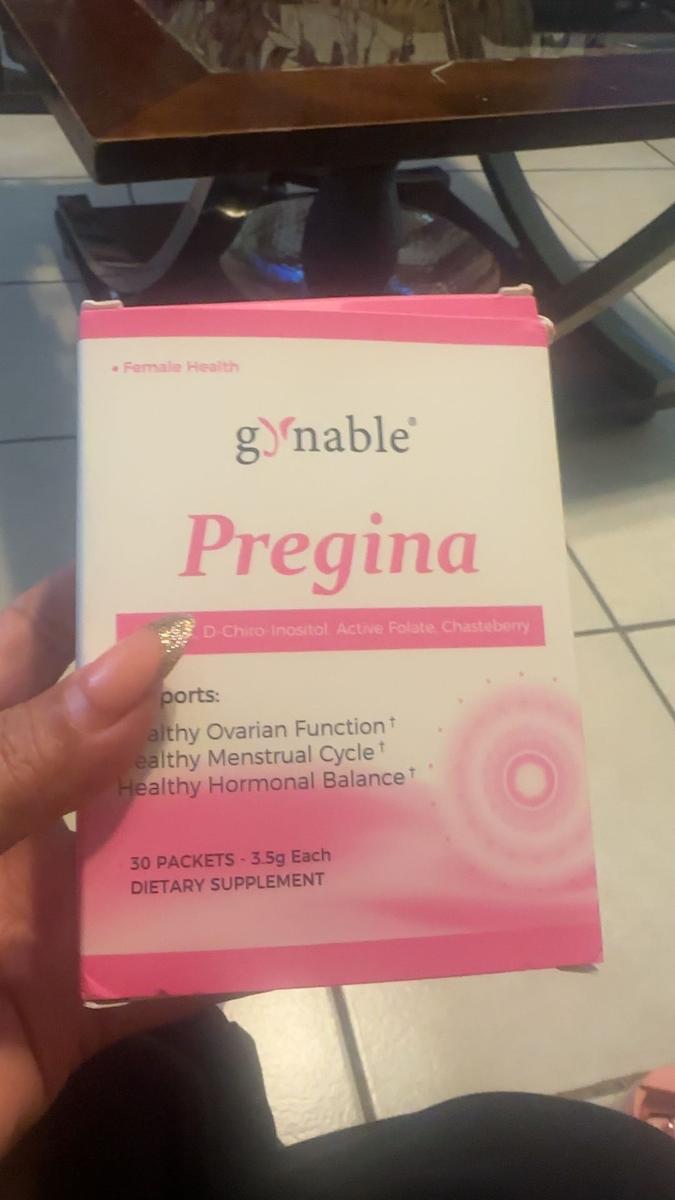 • Female Health
gynable®
Pregina
D-Chiro-Inositol, Active Folate, Chasteberry
ports:
althy Ovarian Function†
ealthy Menstrual Cycle†
Healthy Hormonal Balance†
30 PACKETS - 3.5g Each
DIETARY SUPPLEMENT